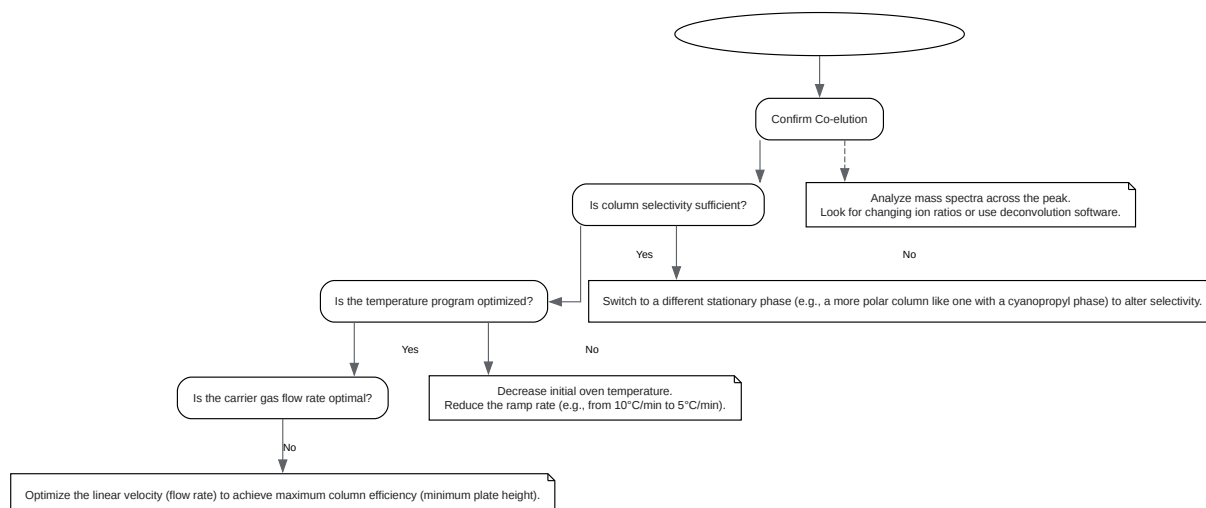 Confirm Co-elution
Analyze mass spectra across the peak.
Look for changing ion ratios or use deconvolution software.
Is column selectivity sufficient?
Yes
No
Is the temperature program optimized?
Switch to a different stationary phase (e.g., a more polar column like one with a cyanopropyl phase) to alter selectivity.
Yes
No
Is the carrier gas flow rate optimal?
Decrease initial oven temperature.
Reduce the ramp rate (e.g., from 10°C/min to 5°C/min).
No
Optimize the linear velocity (flow rate) to achieve maximum column efficiency (minimum plate height).